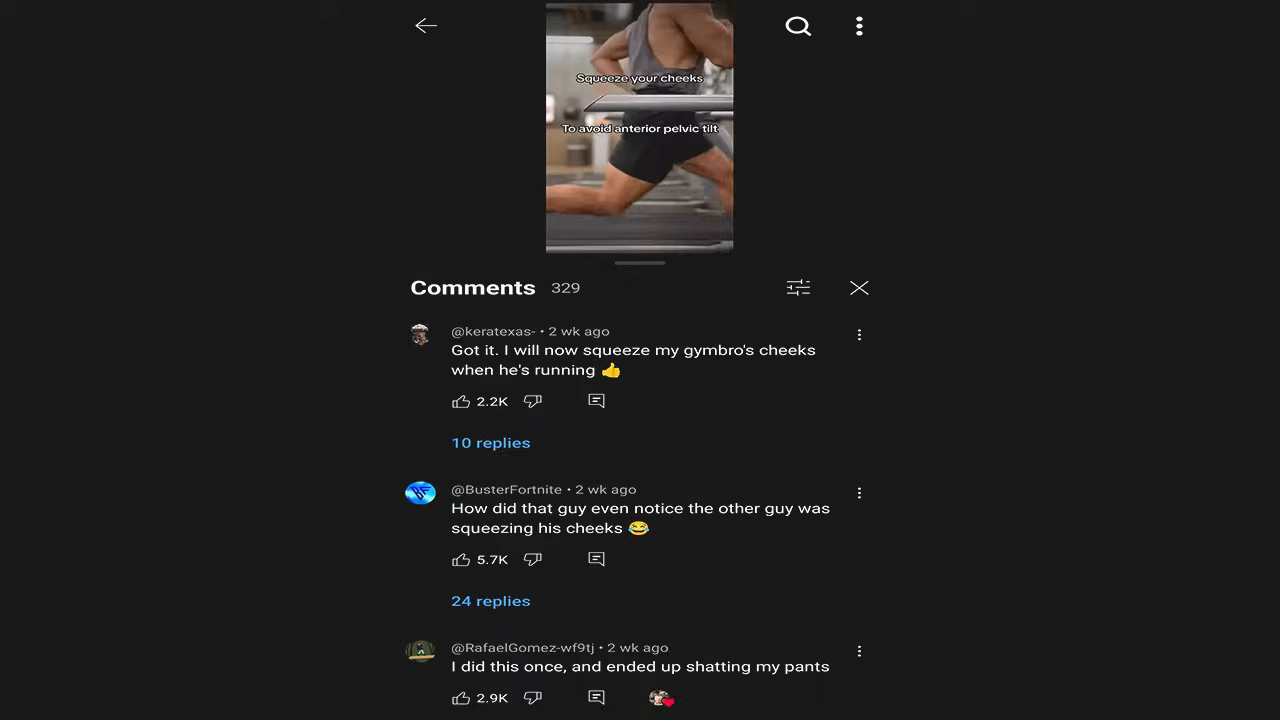 Squeeze your cheeks
To avoid anterior pelvic tilt
Comments 329
@keratexas- • 2 wk ago
Got it. I will now squeeze my gymbro's cheeks
when he's running 👍
2.2K
10 replies
@BusterFortnite • 2 wk ago
How did that guy even notice the other guy was
squeezing his cheeks 😂
5.7K
24 replies
@RafaelGomez-wf9tj • 2 wk ago
I did this once, and ended up shatting my pants
2.9K